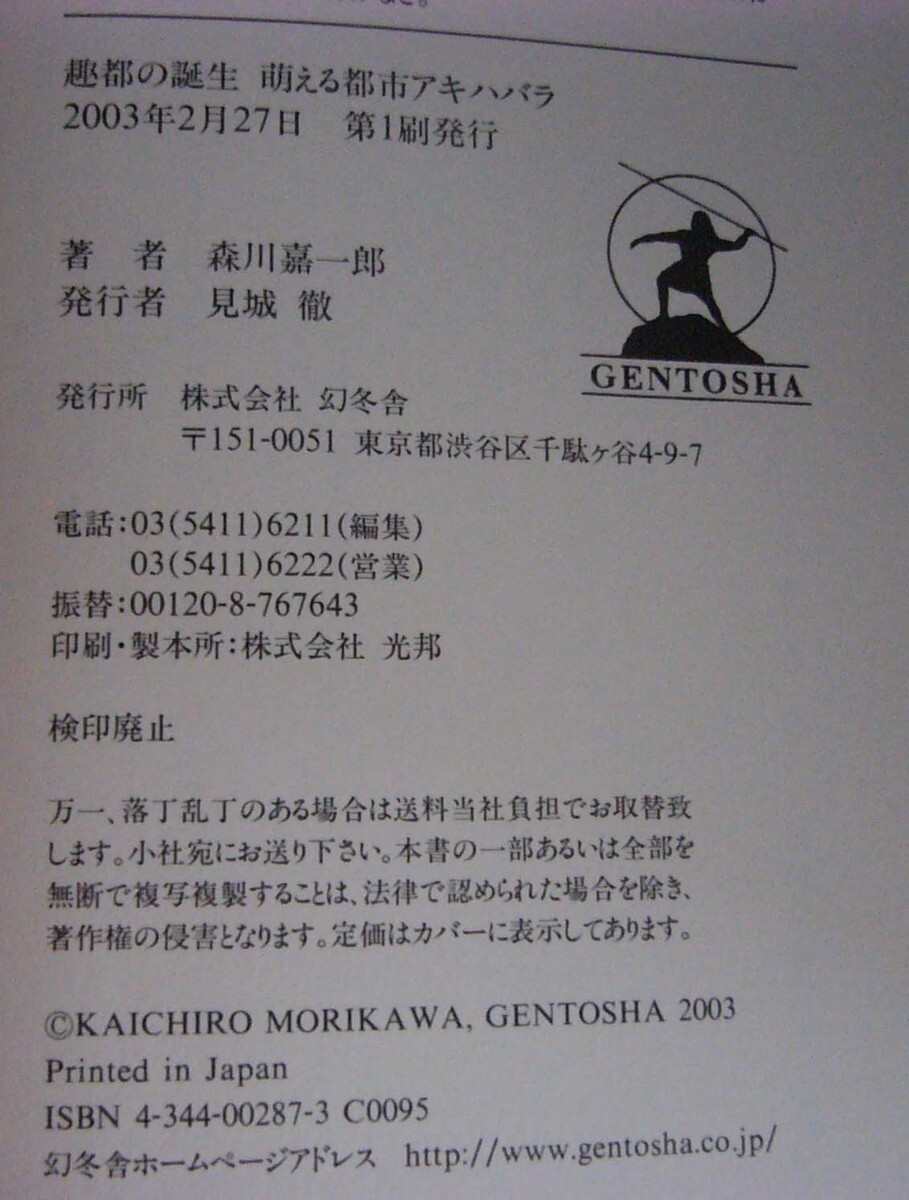 趣都の誕生 萌える都市アキハバラ
2003年2月27日 第1刷発行
著 者 森川嘉一郎
発行者 見城 徹
GENTOSHA
発行所 株式会社 幻冬舎
〒151-0051 東京都渋谷区千駄ヶ谷4-9-7
電話:03(5411)6211(編集)
03(5411)6222(営業)
振替:00120-8-767643
印刷・製本所:株式会社 光邦
検印廃止
万一、落丁乱丁のある場合は送料当社負担でお取替致
します。小社宛にお送り下さい。本書の一部あるいは全部を
無断で複写複製することは、法律で認められた場合を除き、
著作権の侵害となります。定価はカバーに表示してあります。
©KAICHIRO MORIKAWA, GENTOSHA 2003
Printed in Japan
ISBN 4-344-00287-3 C0095
幻冬舎ホームページアドレス http://www.gentosha.co.jp/